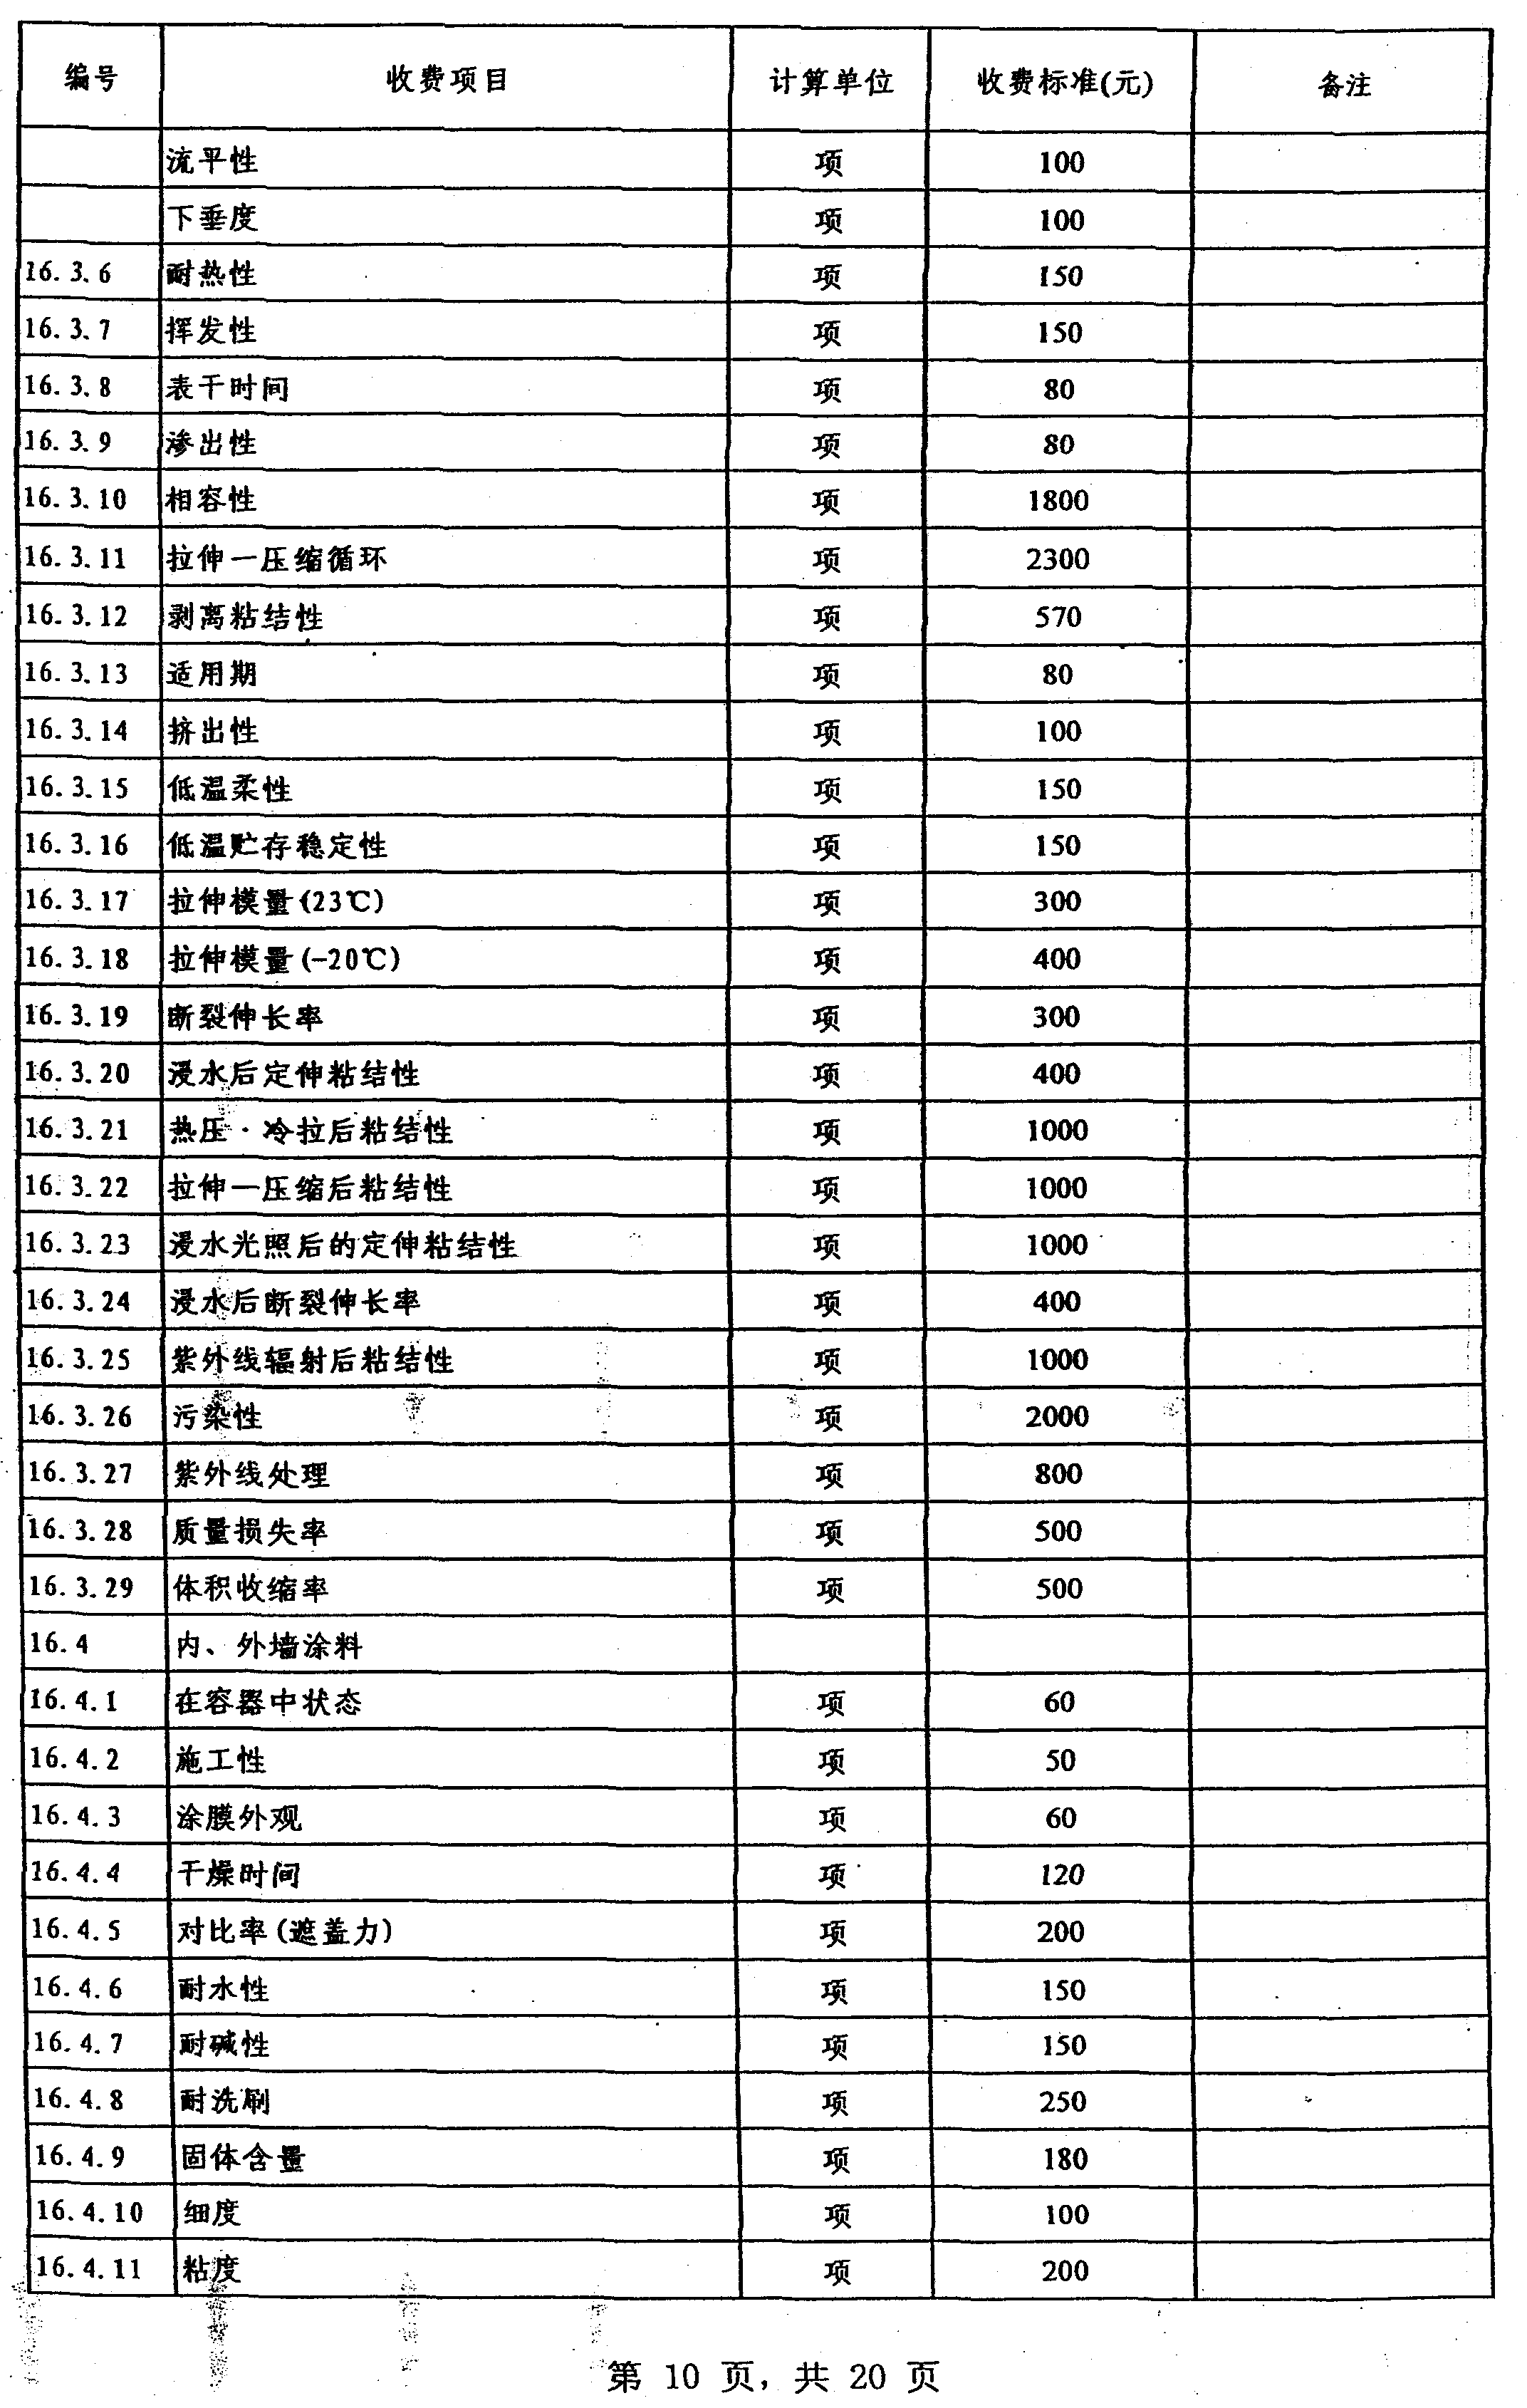 编号 收费项目 计算单位 收费标准(元) 备注
流平性 项 100
下垂度 项 100
16.3.6 耐热性 项 150
16.3.7 挥发性 项 150
16.3.8 表干时间 项 80
16.3.9 渗出性 项 80
16.3.10 相容性 项 1800
16.3.11 拉伸—压缩循环 项 2300
16.3.12 剥离粘结性 项 570
16.3.13 适用期 项 80
16.3.14 挤出性 项 100
16.3.15 低温柔性 项 150
16.3.16 低温贮存稳定性 项 150
16.3.17 拉伸模量(23℃) 项 300
16.3.18 拉伸模量(-20℃) 项 400
16.3.19 断裂伸长率 项 300
16.3.20 浸水后定伸粘结性 项 400
16.3.21 热压·冷拉后粘结性 项 1000
16.3.22 拉伸—压缩后粘结性 项 1000
16.3.23 浸水光照后的定伸粘结性 项 1000
16.3.24 浸水后断裂伸长率 项 400
16.3.25 紫外线辐射后粘结性 项 1000
16.3.26 污染性 项 2000
16.3.27 紫外线处理 项 800
16.3.28 质量损失率 项 500
16.3.29 体积收缩率 项 500
16.4 内、外墙涂料
16.4.1 在容器中状态 项 60
16.4.2 施工性 项 50
16.4.3 涂膜外观 项 60
16.4.4 干燥时间 项 120
16.4.5 对比率(遮盖力) 项 200
16.4.6 耐水性 项 150
16.4.7 耐碱性 项 150
16.4.8 耐洗刷 项 250
16.4.9 固体含量 项 180
16.4.10 细度 项 100
16.4.11 粘度 项 200
第 10 页，共 20 页